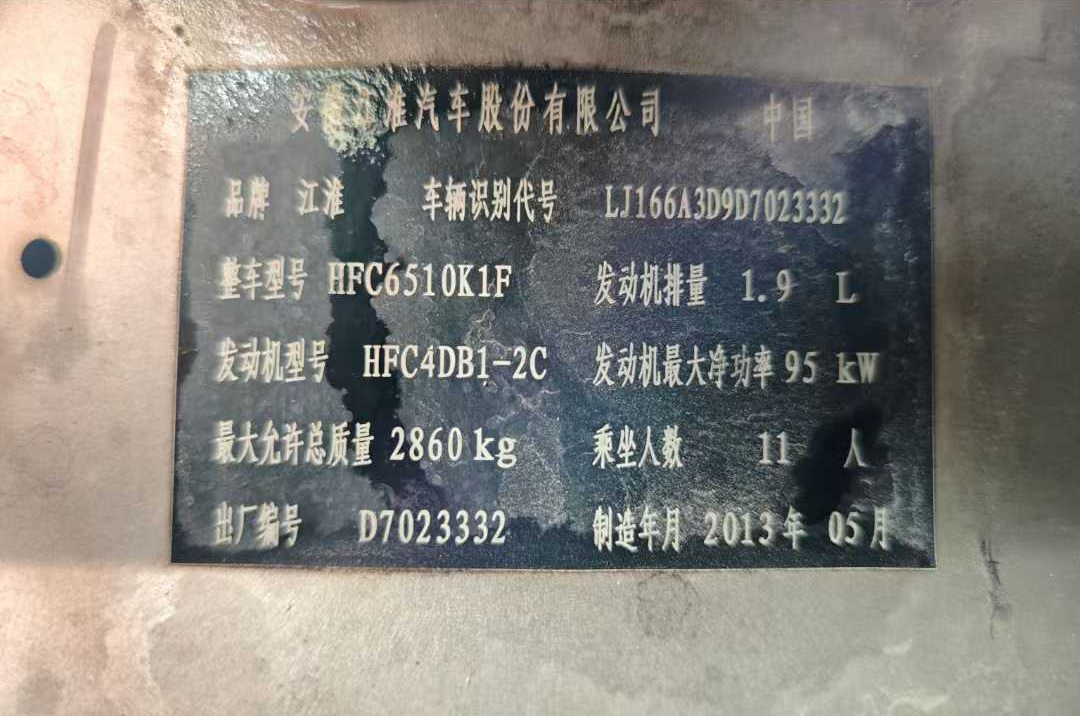 安徽江淮汽车股份有限公司 中国
品牌 江淮 车辆识别代号 LJ166A3D9D7023332
整车型号 HFC6510K1F 发动机排量 1.9 L
发动机型号 HFC4DB1-2C 发动机最大净功率 95 kW
最大允许总质量 2860 kg 乘坐人数 11 人
出厂编号 D7023332 制造年月 2013年 05月